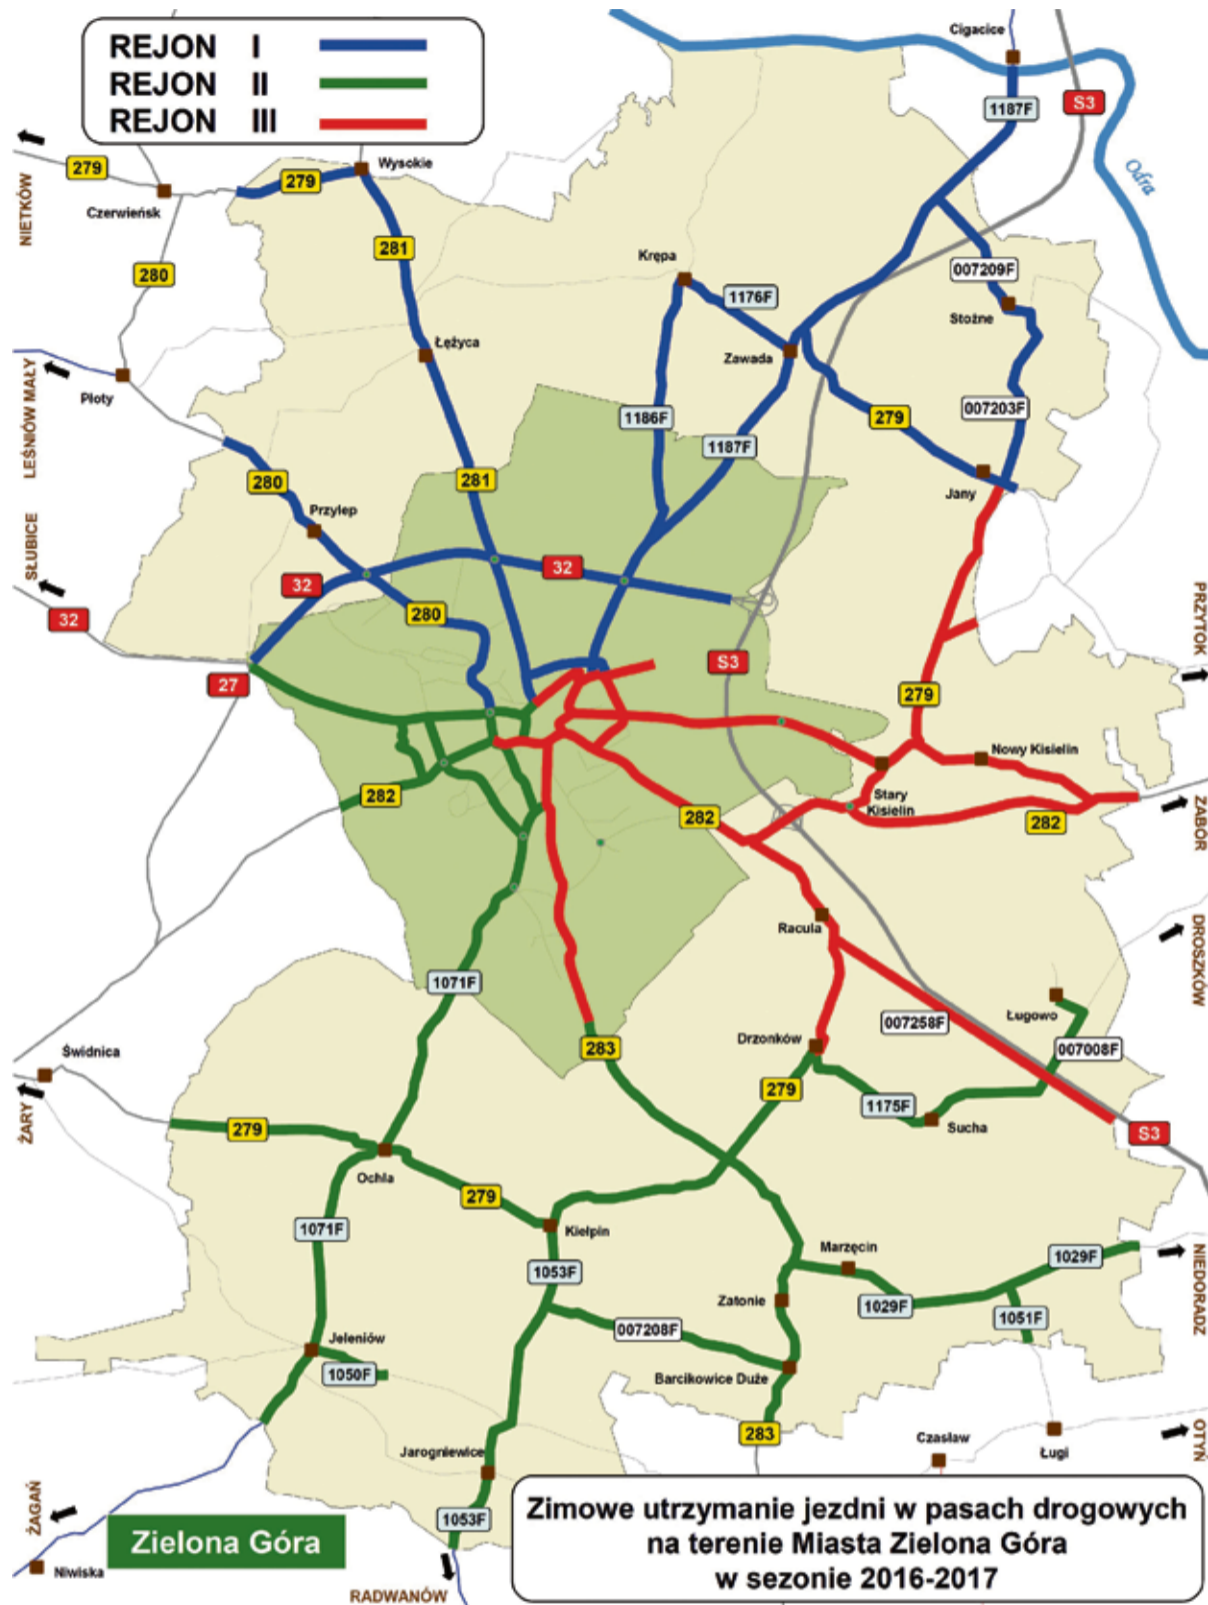 REJON I
REJON II
REJON III
Cigacice
1187F
S3
Odra
279
Wysokie
279
Czerwieńsk
NIETKÓW
281
280
Krępa
1176F
007209F
Stożne
Łężyca
Zawada
LEŚNIÓW MAŁY
Płoty
1186F
1187F
279
007203F
280
281
Jany
Przylep
SŁUBICE
32
32
32
280
PRZYTOK
27
S3
279
Nowy Kisielin
Stary
Kisielin
282
282
282
ZABÓR
Racula
DROSZKÓW
1071F
Ługowo
007258F
283
Drzonków
007008F
Świdnica
ŻARY
279
1175F
Sucha
S3
279
Ochla
279
1071F
Kiełpin
1053F
Marzęcin
1029F
NIEDORADZ
Zatonie
1029F
1051F
007208F
Jeleniów
1050F
Barcikowice Duże
283
Czasław
Ługi
OTYŃ
Jarogniewice
1053F
ŻAGAŃ
Niwiska
Zielona Góra
RADWANÓW
Zimowe utrzymanie jezdni w pasach drogowych
na terenie Miasta Zielona Góra
w sezonie 2016-2017